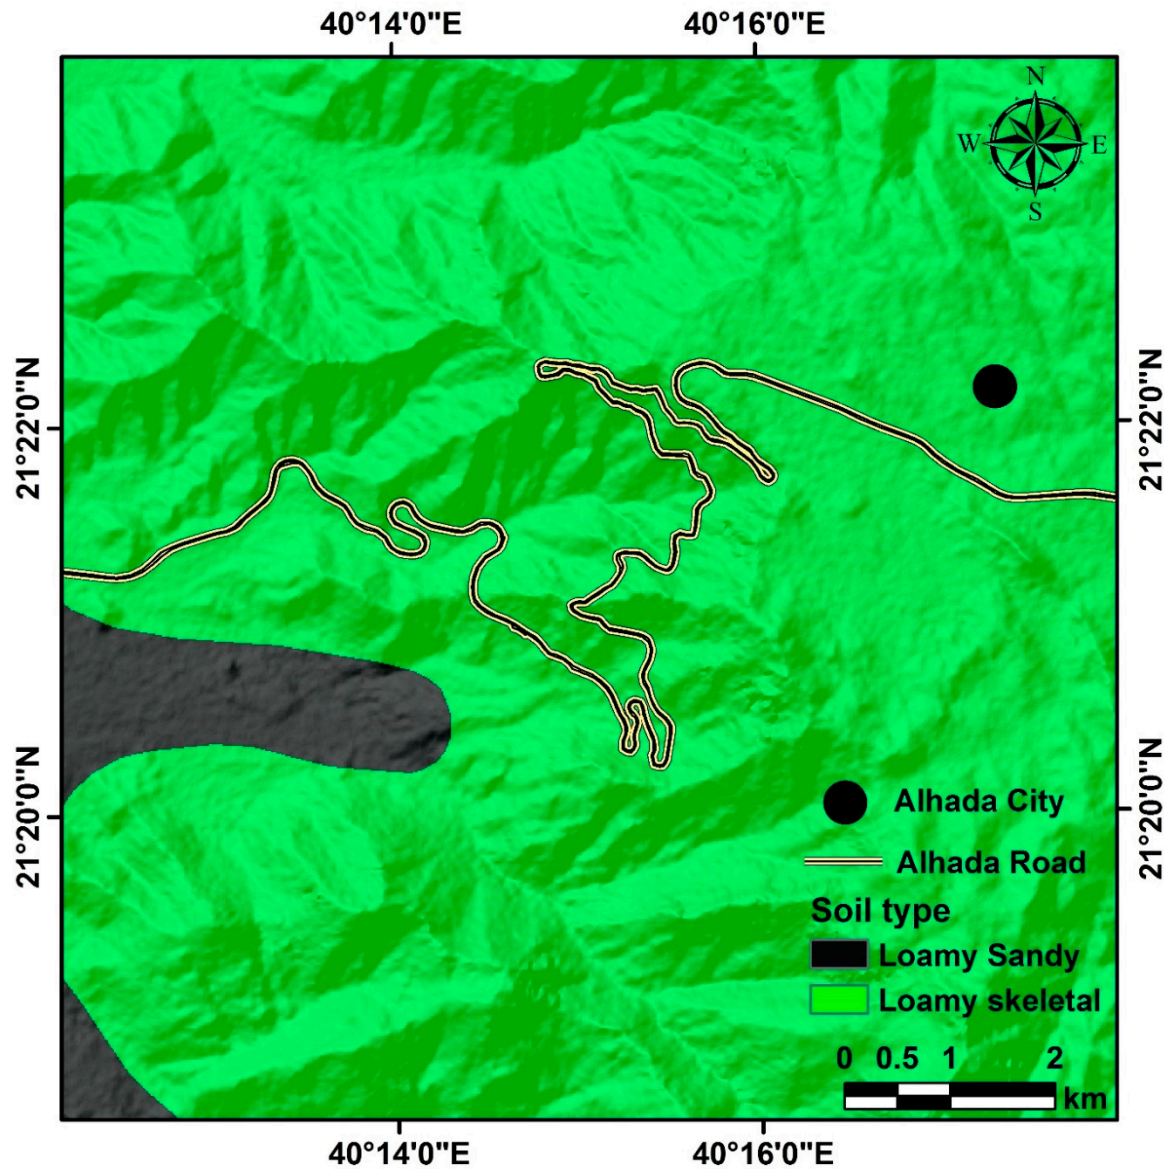 40°14'0"E
40°16'0"E
N
W
E
S
21°22'0"N
21°22'0"N
21°20'0"N
21°20'0"N
Alhada City
Alhada Road
Soil type
Loamy Sandy
Loamy skeletal
0 0.5 1 2
km
40°14'0"E
40°16'0"E